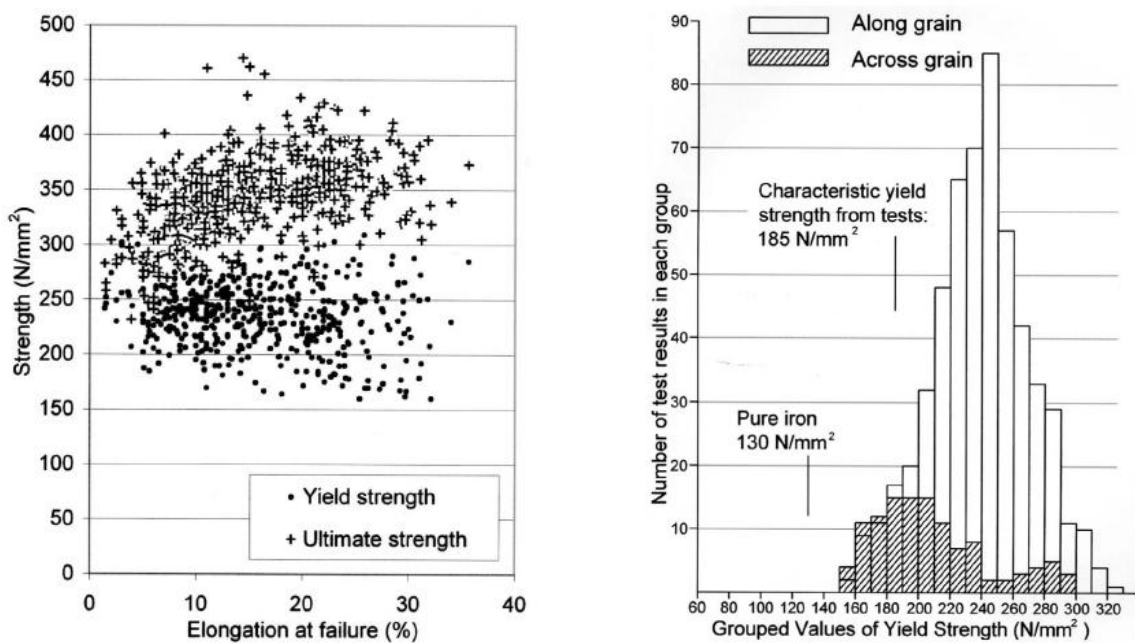 500
450
400
350
300
250
200
150
100
50
0
Strength (N/mm²)
• Yield strength
+ Ultimate strength
0 10 20 30 40
Elongation at failure (%)
Along grain
Across grain
90
80
70
60
50
40
30
20
10
Number of test results in each group
Characteristic yield
strength from tests:
185 N/mm²
Pure iron
130 N/mm²
60 80 100 120 140 160 180 200 220 240 260 280 300 320
Grouped Values of Yield Strength (N/mm²)